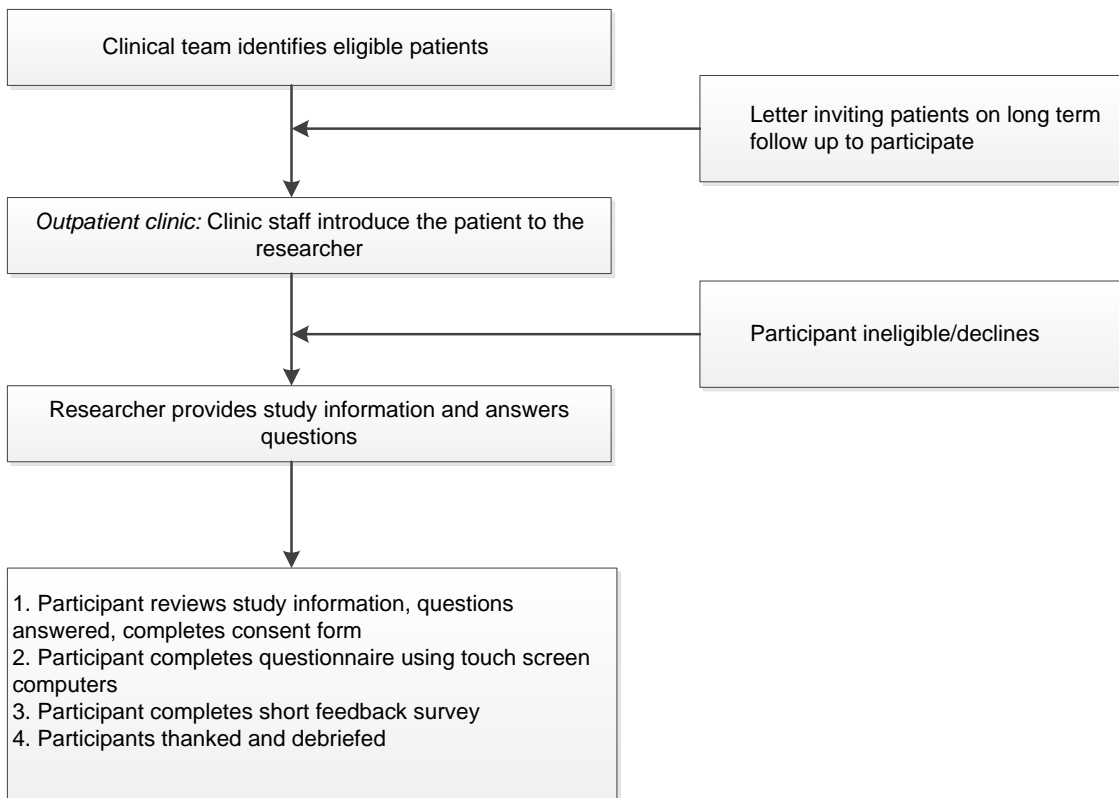 Clinical team identifies eligible patients
Letter inviting patients on long term
follow up to participate
Outpatient clinic: Clinic staff introduce the patient to the
researcher
Participant ineligible/declines
Researcher provides study information and answers
questions
1. Participant reviews study information, questions
answered, completes consent form
2. Participant completes questionnaire using touch screen
computers
3. Participant completes short feedback survey
4. Participants thanked and debriefed